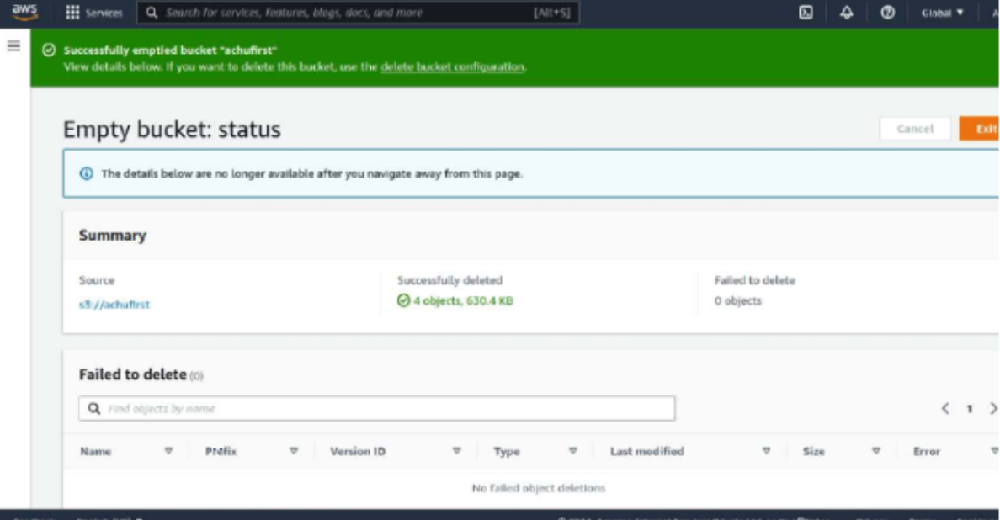 aws Services Search for services, features, blogs, docs, and more [Alt+S] Global
Successfully emptied bucket "achufirst"
View details below. If you want to delete this bucket, use the delete bucket configuration.
Empty bucket: status
Cancel Exit
The details below are no longer available after you navigate away from this page.
Summary
Source Successfully deleted Failed to delete
s3://achufirst 4 objects, 630.4 KB 0 objects
Failed to delete (0)
Find objects by name 1
Name Prefix Version ID Type Last modified Size Error
No failed object deletions